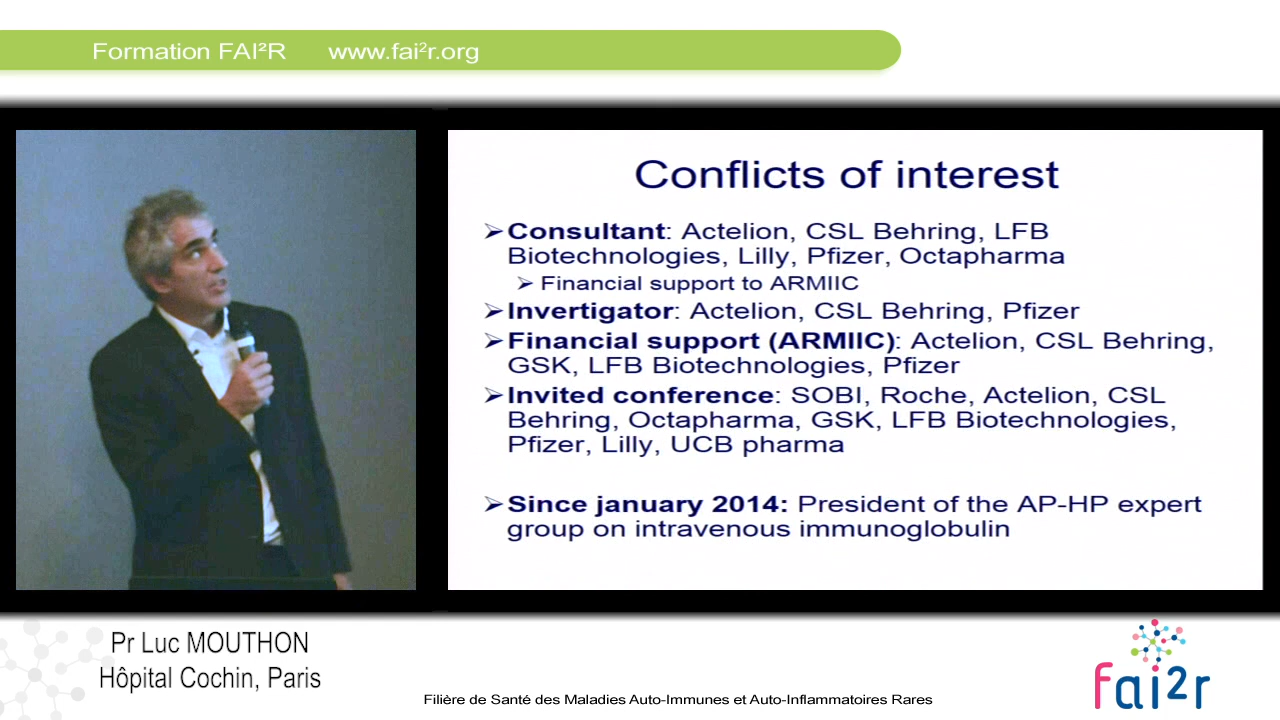 Formation FAI²R www.fai²r.org
Conflicts of interest
➢Consultant: Actelion, CSL Behring, LFB
Biotechnologies, Lilly, Pfizer, Octapharma
➢ Financial support to ARMIIC
➢Invertigator: Actelion, CSL Behring, Pfizer
➢Financial support (ARMIIC): Actelion, CSL Behring,
GSK, LFB Biotechnologies, Pfizer
➢Invited conference: SOBI, Roche, Actelion, CSL
Behring, Octapharma, GSK, LFB Biotechnologies,
Pfizer, Lilly, UCB pharma
➢Since january 2014: President of the AP-HP expert
group on intravenous immunoglobulin
Pr Luc MOUTHON
Hôpital Cochin, Paris
Filière de Santé des Maladies Auto-Immunes et Auto-Inflammatoires Rares
fai2r